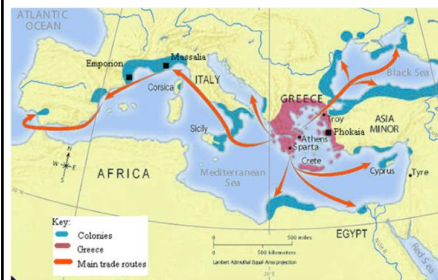 ATLANTIC
OCEAN
Emporion
Massalia
Corsica
ITALY
Black Sea
GREECE
Troy
ASIA
MINOR
Phokaia
Sicily
Athens
Sparta
Crete
Mediterranean
Sea
Cyprus
Tyre
AFRICA
N
W
E
S
EGYPT
Red Sea
Key:
Colonies
Greece
Main trade routes
0
500 miles
0
500 kilometers
Lambert Azimuthal Equal-Area projection